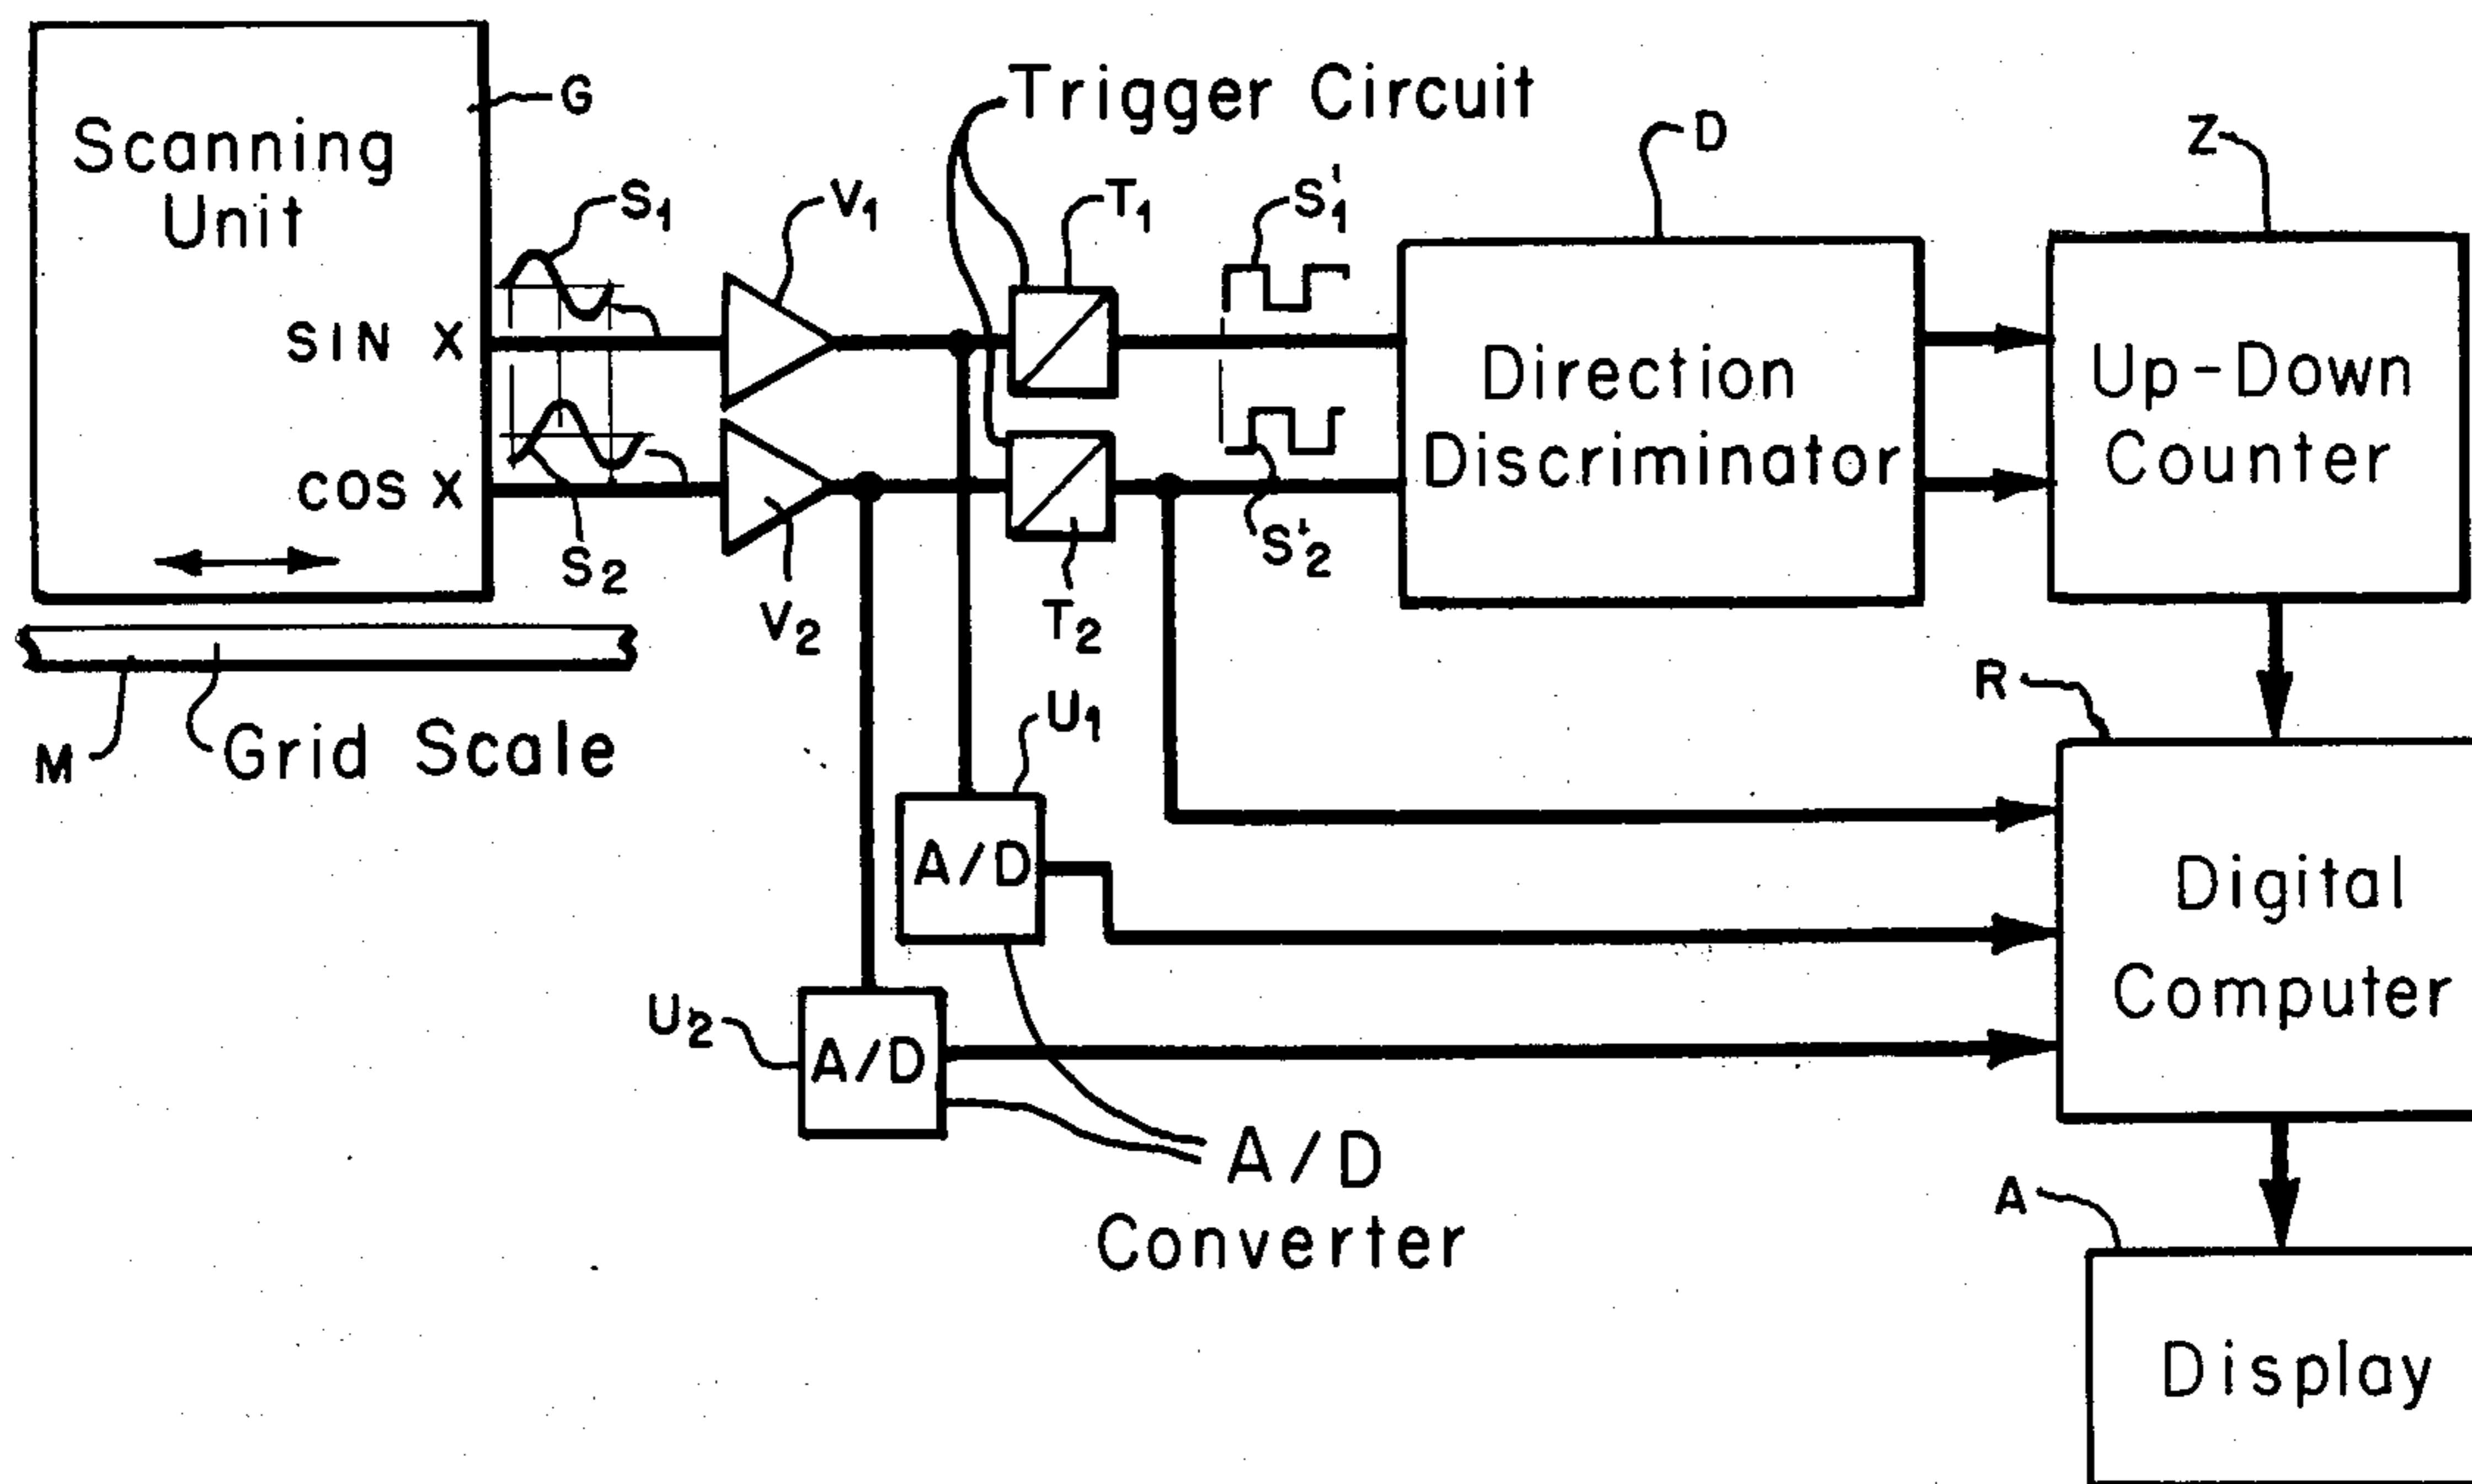 Scanning
Unit
G
SIN X
COS X
S1
S2
M
Grid Scale
V1
V2
Trigger Circuit
T1
T2
S'1
S'2
D
Direction
Discriminator
Z
Up-Down
Counter
U1
A/D
U2
A/D
A/D
Converter
R
Digital
Computer
A
Display